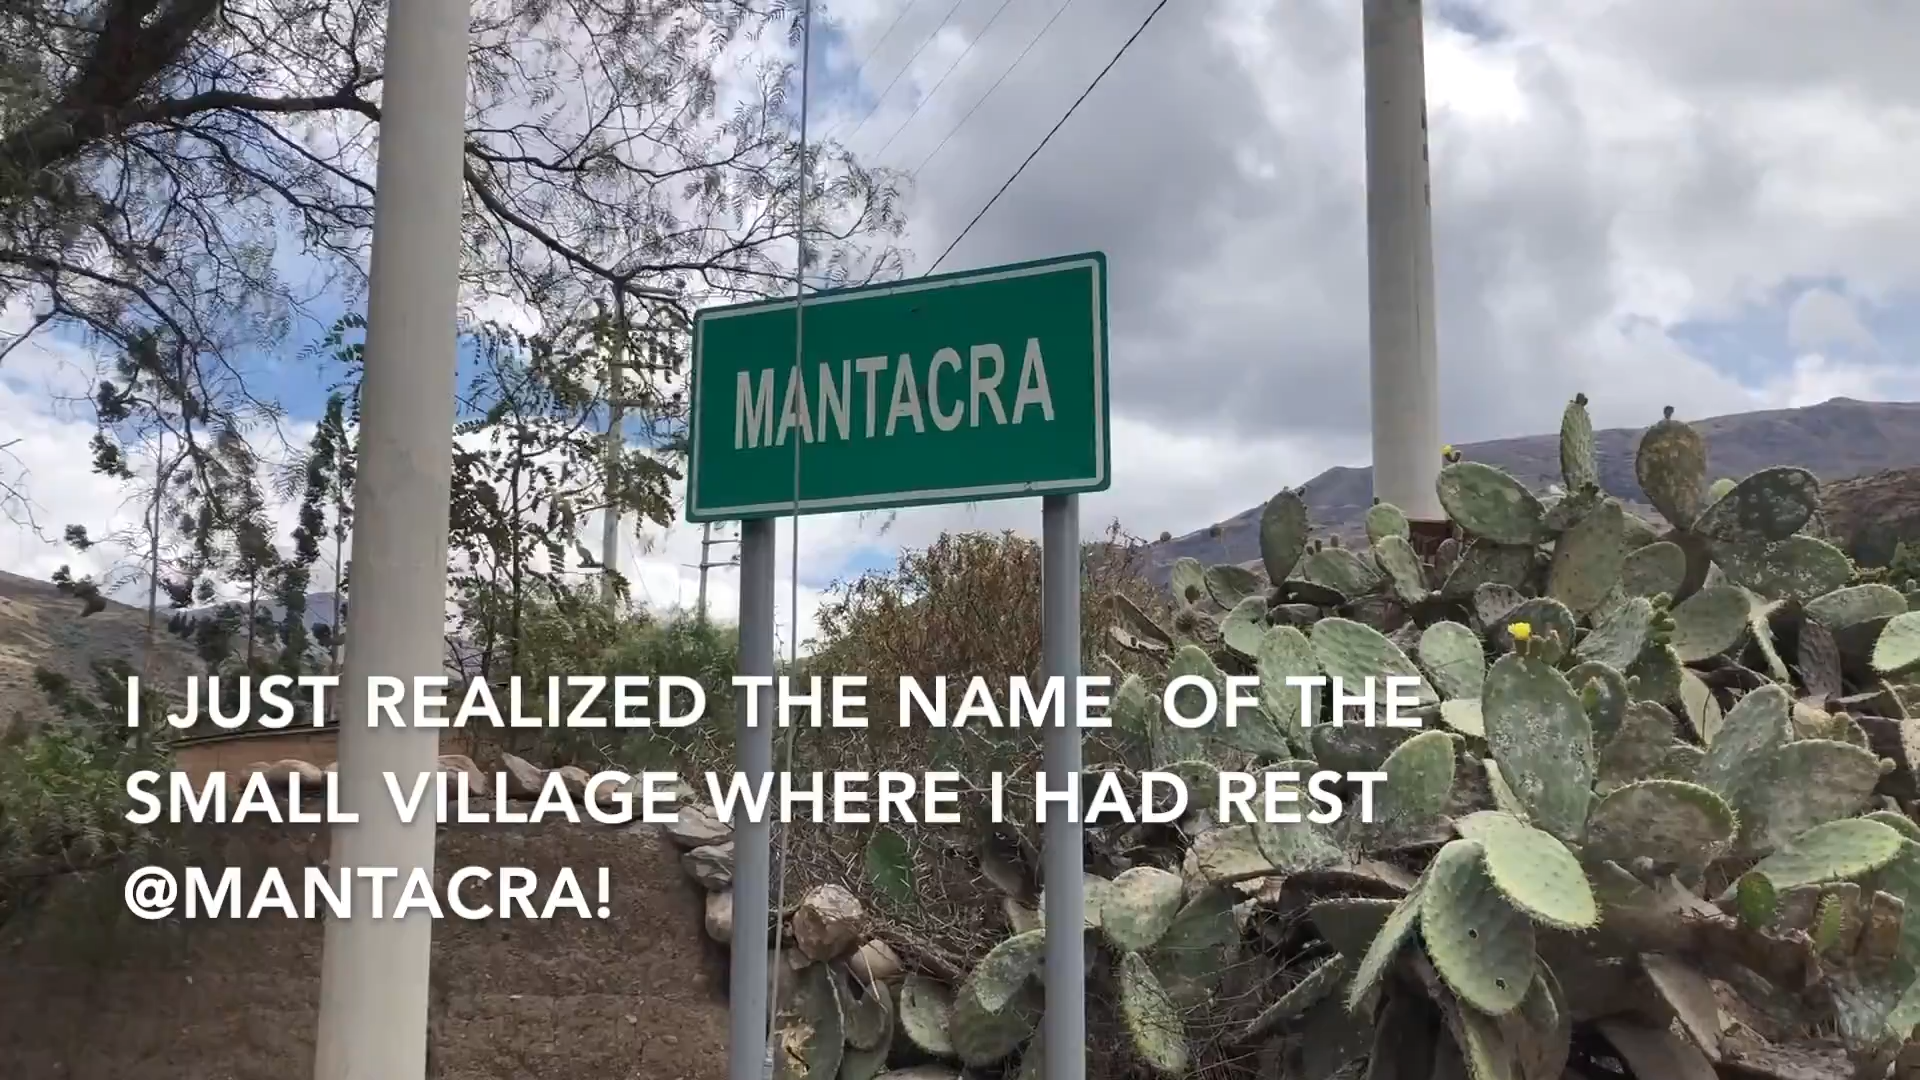 MANTACRA
I JUST REALIZED THE NAME OF THE
SMALL VILLAGE WHERE I HAD REST
@MANTACRA!